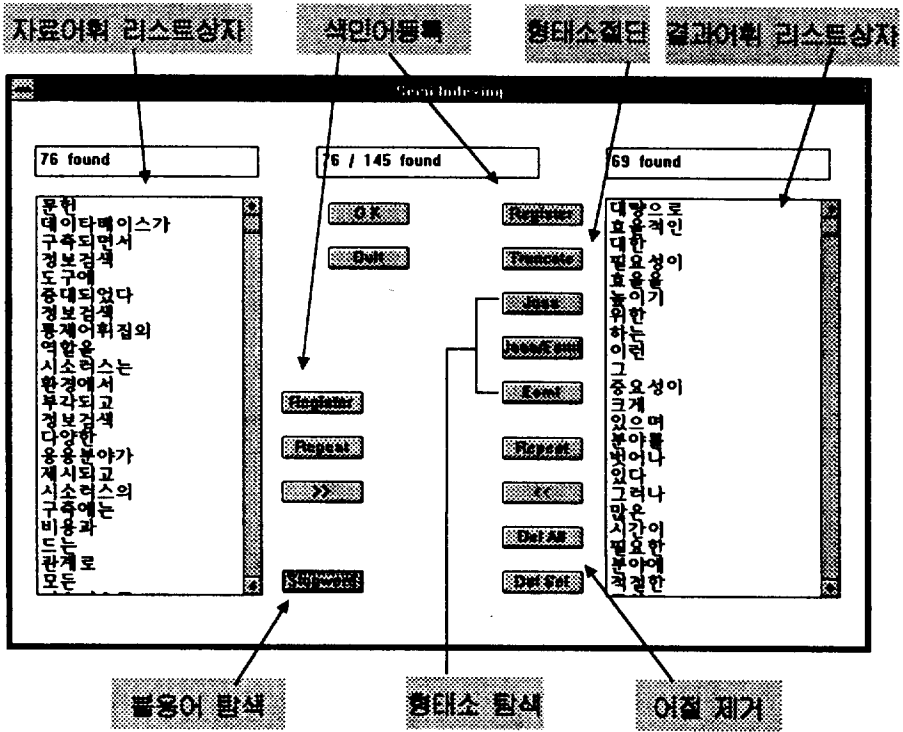 자료어휘 리스트상자
색인어등록
형태소절단
결과어휘 리스트상자
Indexing
76 found
76 / 145 found
69 found
문헌
데이타베이스가
구축되면서
정보검색
도구에
증대되었다
정보검색
통제어휘집의
역할을
시소러스는
환경에서
부각되고
정보검색
다양한
응용분야가
제시되고
시소러스의
구축에는
비용과
드는
관계로
모든
OK
Quit
Register
Repeat
>>
Stopword
Register
Truncate
Josa
Josa/Eomi
Eomi
Repeat
<<
Del All
Del Sel
대량으로
효율적인
대한
필요성이
효율을
높이기
위한
하는
이런
그
중요성이
크게
있으며
분야를
벗어나
있다
그러나
많은
시간이
필요한
분야에
적절한
불용어 탐색
형태소 탐색
어절 제거